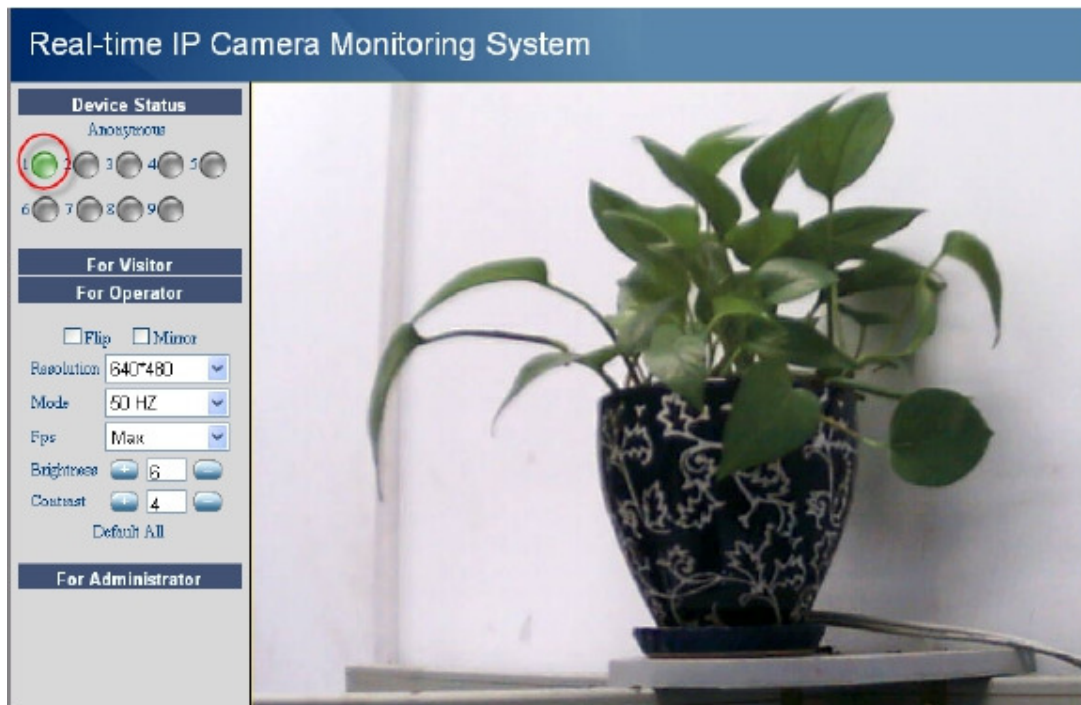 Real-time IP Camera Monitoring System
Device Status
Anonymous
1 2 3 4 5
6 7 8 9
For Visitor
For Operator
Flip Mirror
Resolution 640*480
Mode 50 HZ
Fps Max
Brightness + 6 -
Contrast + 4 -
Default All
For Administrator